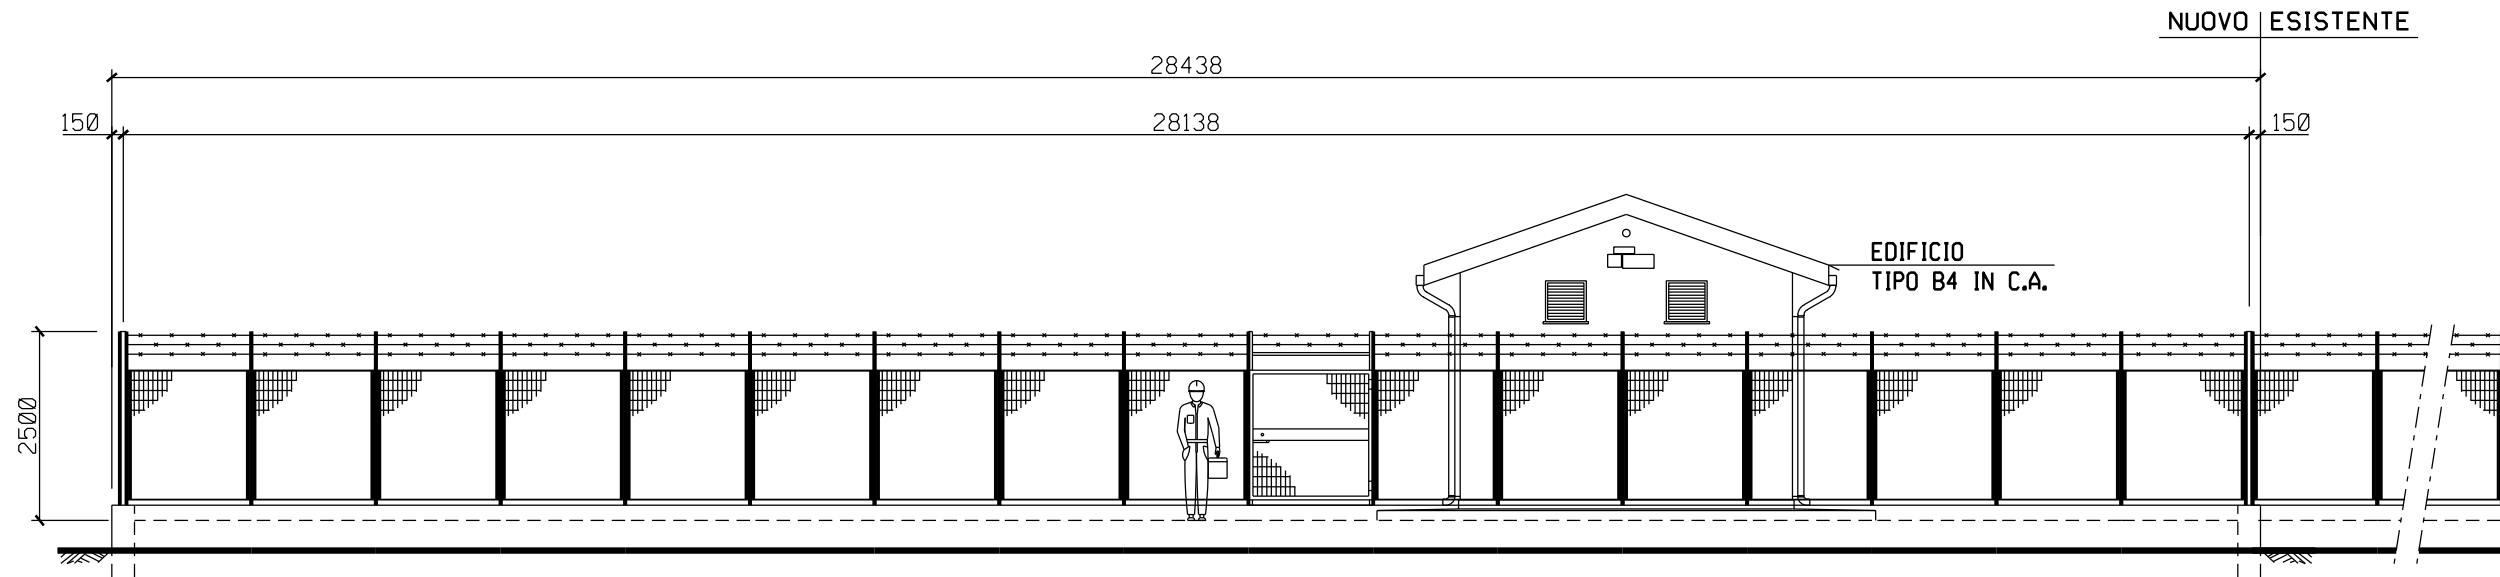 NUOVO ESISTENTE
28438
150 28138 150
EDIFICIO
TIPO B4 IN C.A.
2500